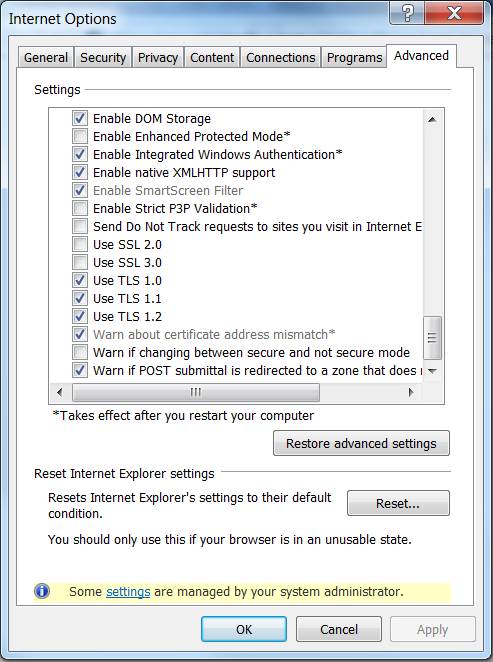 Internet Options
General Security Privacy Content Connections Programs Advanced
Settings
Enable DOM Storage
Enable Enhanced Protected Mode*
Enable Integrated Windows Authentication*
Enable native XMLHTTP support
Enable SmartScreen Filter
Enable Strict P3P Validation*
Send Do Not Track requests to sites you visit in Internet E
Use SSL 2.0
Use SSL 3.0
Use TLS 1.0
Use TLS 1.1
Use TLS 1.2
Warn about certificate address mismatch*
Warn if changing between secure and not secure mode
Warn if POST submittal is redirected to a zone that does
*Takes effect after you restart your computer
Restore advanced settings
Reset Internet Explorer settings
Resets Internet Explorer's settings to their default
condition.
Reset...
You should only use this if your browser is in an unusable state.
Some settings are managed by your system administrator.
OK Cancel Apply